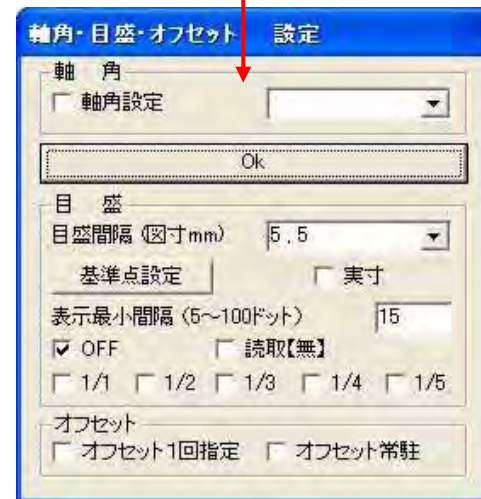 軸角・目盛・オフセット 設定
軸 角
軸角設定
Ok
目 盛
目盛間隔 (図寸mm) 5 , 5
基準点設定 実寸
表示最小間隔 (5～100ドット) 15
OFF 読取【無】
1/1 1/2 1/3 1/4 1/5
オフセット
オフセット1回指定 オフセット常駐